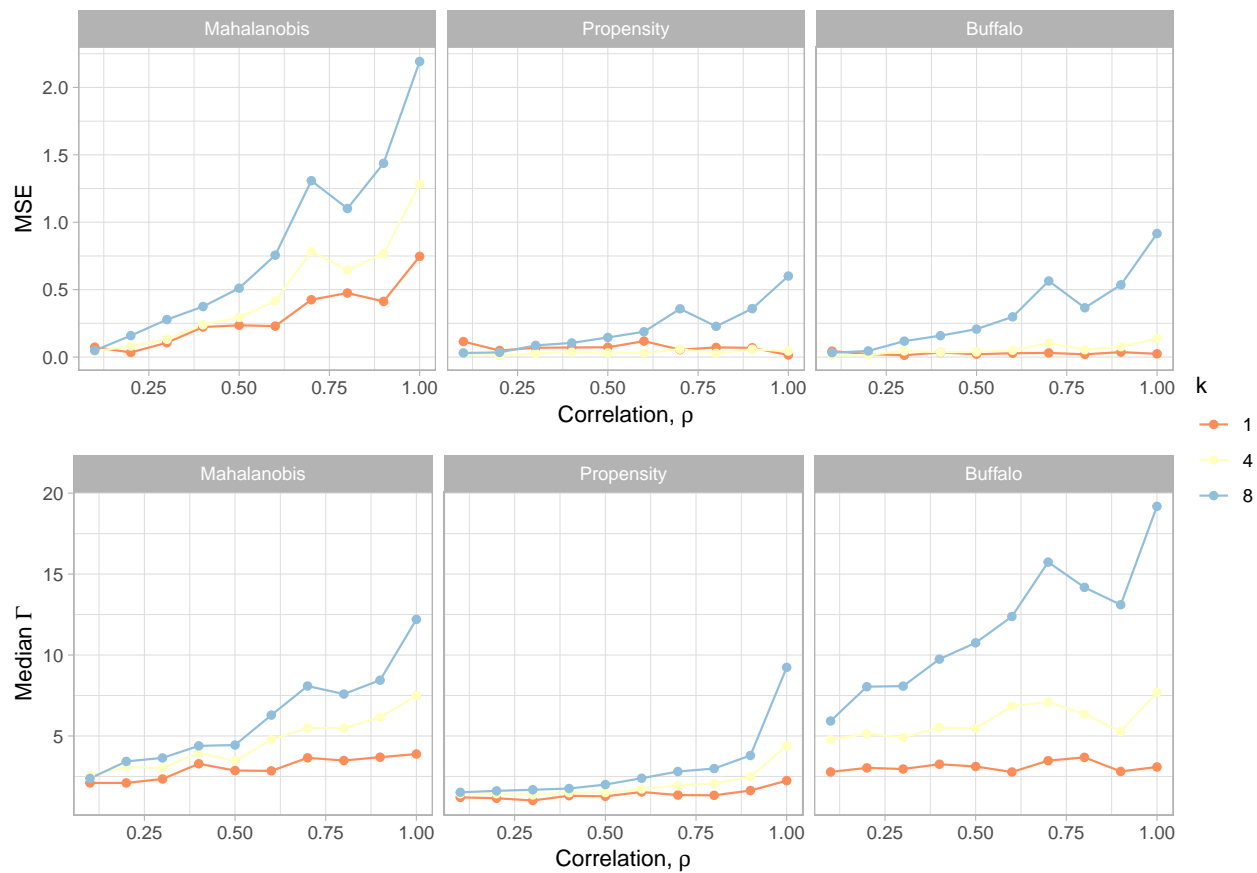 Mahalanobis Propensity Buffalo
MSE
2.0
1.5
1.0
0.5
0.0
0.25 0.50 0.75 1.00 0.25 0.50 0.75 1.00 0.25 0.50 0.75 1.00
Correlation, ρ
k
1
4
8
Mahalanobis Propensity Buffalo
Median Γ
20
15
10
5
0.25 0.50 0.75 1.00 0.25 0.50 0.75 1.00 0.25 0.50 0.75 1.00
Correlation, ρ